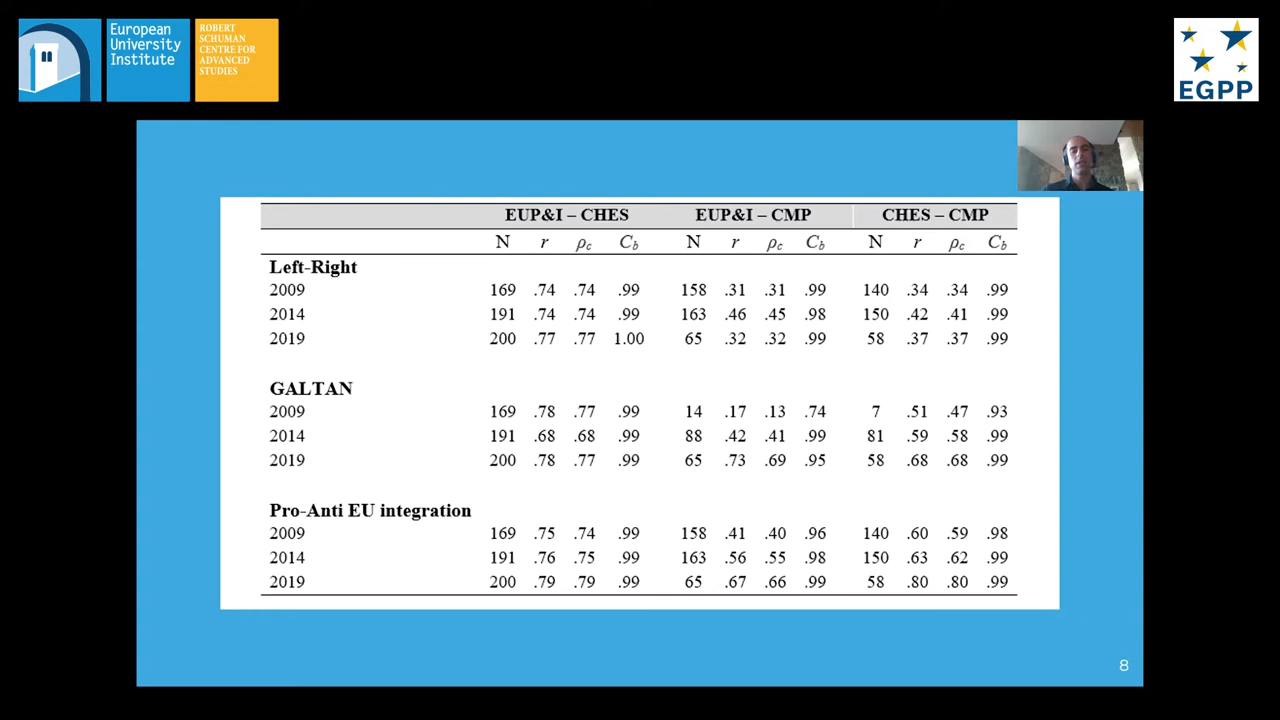 European
University
Institute
ROBERT
SCHUMAN
CENTRE FOR
ADVANCED
STUDIES
EGPP
EUP&I – CHES EUP&I – CMP CHES – CMP
N r ρc Cb N r ρc Cb N r ρc Cb
Left-Right
2009 169 .74 .74 .99 158 .31 .31 .99 140 .34 .34 .99
2014 191 .74 .74 .99 163 .46 .45 .98 150 .42 .41 .99
2019 200 .77 .77 1.00 65 .32 .32 .99 58 .37 .37 .99
GALTAN
2009 169 .78 .77 .99 14 .17 .13 .74 7 .51 .47 .93
2014 191 .68 .68 .99 88 .42 .41 .99 81 .59 .58 .99
2019 200 .78 .77 .99 65 .73 .69 .95 58 .68 .68 .99
Pro-Anti EU integration
2009 169 .75 .74 .99 158 .41 .40 .96 140 .60 .59 .98
2014 191 .76 .75 .99 163 .56 .55 .98 150 .63 .62 .99
2019 200 .79 .79 .99 65 .67 .66 .99 58 .80 .80 .99
8